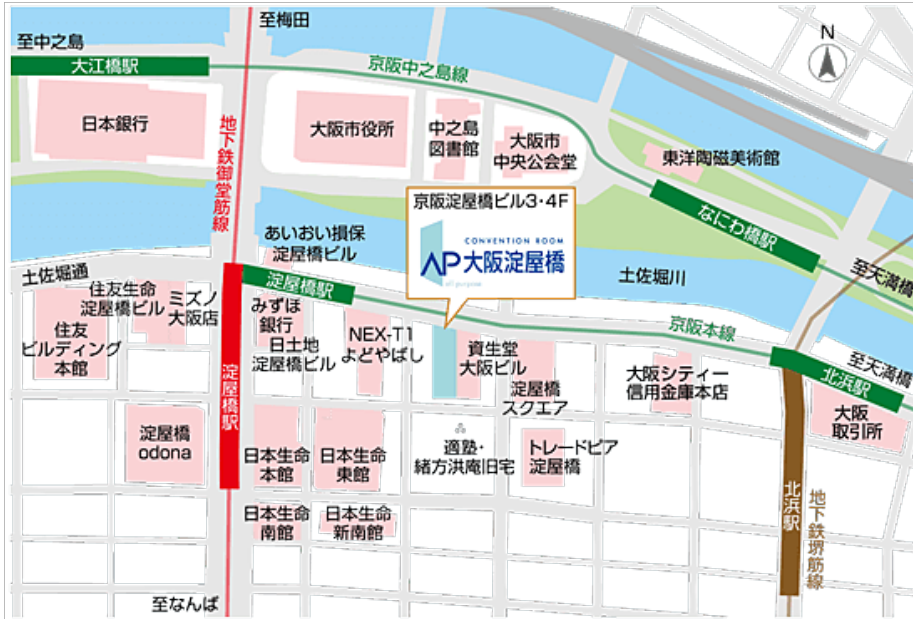 至梅田
N
至中之島
大江橋駅
京阪中之島線
日本銀行
地下鉄御堂筋線
大阪市役所
中之島
図書館
大阪市
中央公会堂
東洋陶磁美術館
なにわ橋駅
京阪淀屋橋ビル3・4F
CONVENTION ROOM
AP大阪淀屋橋
all purpose
あいおい損保
淀屋橋ビル
土佐堀川
至天満橋
土佐堀通
住友生命
淀屋橋ビル
ミズノ
大阪店
住友
ビルディング
本館
淀屋橋駅
みずほ
銀行
日土地
淀屋橋ビル
NEX-T1
よどやばし
京阪本線
資生堂
大阪ビル
淀屋橋
スクエア
大阪シティー
信用金庫本店
至天満橋
北浜駅
大阪
取引所
淀屋橋駅
淀屋橋
odona
日本生命
本館
日本生命
東館
適塾・
緒方洪庵旧宅
トレードピア
淀屋橋
日本生命
南館
日本生命
新南館
北浜駅
地下鉄堺筋線
至なんば